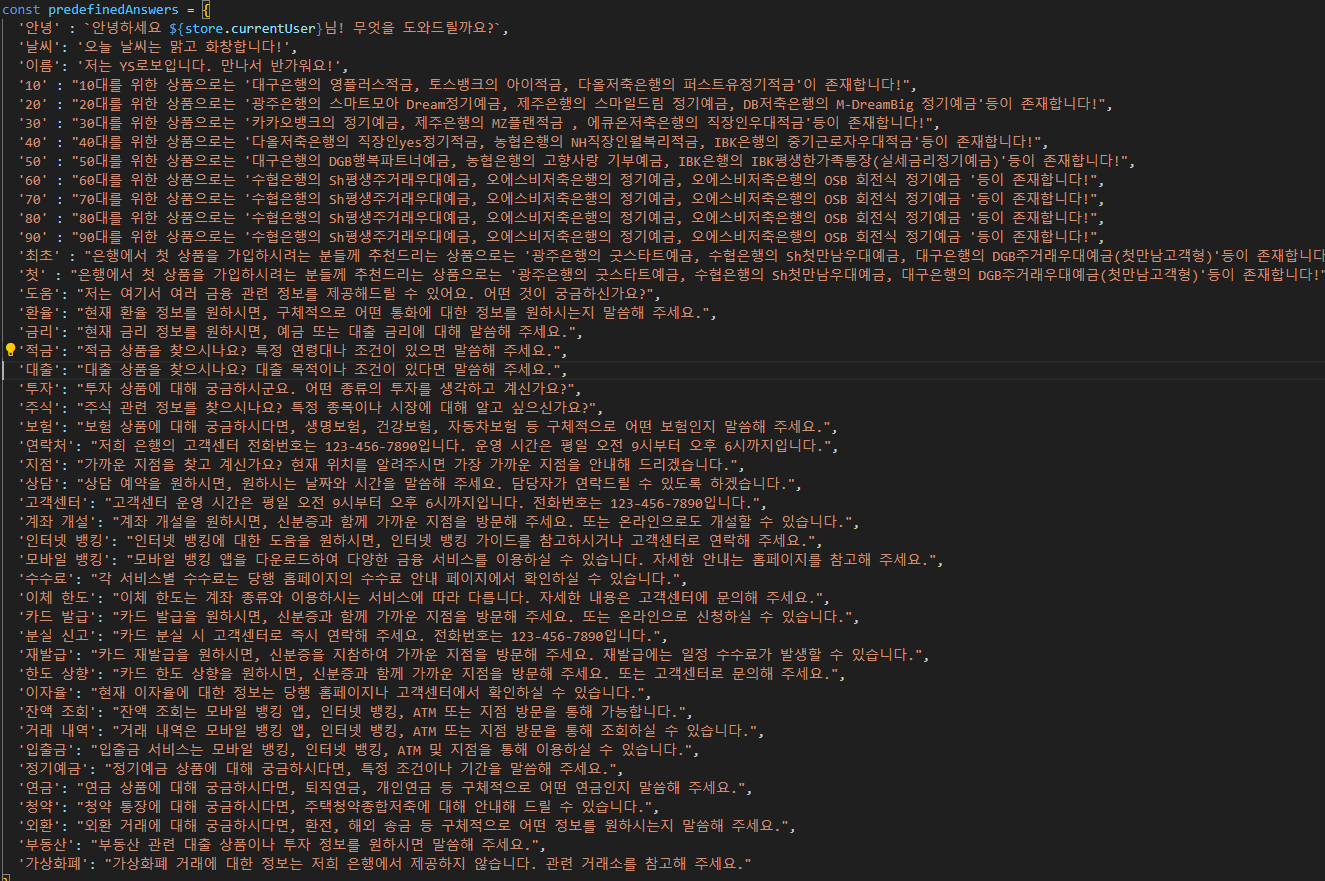 const predefinedAnswers = {
'안녕' : `안녕하세요 ${store.currentUser}님! 무엇을 도와드릴까요?`,
'날씨': '오늘 날씨는 맑고 화창합니다!',
'이름': '저는 YS로보입니다. 만나서 반가워요!',
'10' : "10대를 위한 상품으로는 '대구은행의 영플러스적금, 토스뱅크의 아이적금, 다올저축은행의 퍼스트유정기적금'이 존재합니다!",
'20' : "20대를 위한 상품으로는 '광주은행의 스마트모아 Dream정기예금, 제주은행의 스마일드림 정기예금, DB저축은행의 M-DreamBig 정기예금'등이 존재합니다!",
'30' : "30대를 위한 상품으로는 '카카오뱅크의 정기예금, 제주은행의 MZ플랜적금 , 에큐온저축은행의 직장인우대적금'등이 존재합니다!",
'40' : "40대를 위한 상품으로는 '다올저축은행의 직장인yes정기적금, 농협은행의 NH직장인월복리적금, IBK은행의 중기근로자우대적금'등이 존재합니다!",
'50' : "50대를 위한 상품으로는 '대구은행의 DGB행복파트너예금, 농협은행의 고향사랑 기부예금, IBK은행의 IBK평생한가족통장(실세금리정기예금)'등이 존재합니다!",
'60' : "60대를 위한 상품으로는 '수협은행의 Sh평생주거래우대예금, 오에스비저축은행의 정기예금, 오에스비저축은행의 OSB 회전식 정기예금 '등이 존재합니다!",
'70' : "70대를 위한 상품으로는 '수협은행의 Sh평생주거래우대예금, 오에스비저축은행의 정기예금, 오에스비저축은행의 OSB 회전식 정기예금 '등이 존재합니다!",
'80' : "80대를 위한 상품으로는 '수협은행의 Sh평생주거래우대예금, 오에스비저축은행의 정기예금, 오에스비저축은행의 OSB 회전식 정기예금 '등이 존재합니다!",
'90' : "90대를 위한 상품으로는 '수협은행의 Sh평생주거래우대예금, 오에스비저축은행의 정기예금, 오에스비저축은행의 OSB 회전식 정기예금 '등이 존재합니다!",
'최초' : "은행에서 첫 상품을 가입하시려는 분들께 추천드리는 상품으로는 '광주은행의 굿스타트예금, 수협은행의 Sh첫만남우대예금, 대구은행의 DGB주거래우대예금(첫만남고객형)'등이 존재합니다
'첫' : "은행에서 첫 상품을 가입하시려는 분들께 추천드리는 상품으로는 '광주은행의 굿스타트예금, 수협은행의 Sh첫만남우대예금, 대구은행의 DGB주거래우대예금(첫만남고객형)'등이 존재합니다!"
'도움': "저는 여기서 여러 금융 관련 정보를 제공해드릴 수 있어요. 어떤 것이 궁금하신가요?",
'환율': "현재 환율 정보를 원하시면, 구체적으로 어떤 통화에 대한 정보를 원하시는지 말씀해 주세요.",
'금리': "현재 금리 정보를 원하시면, 예금 또는 대출 금리에 대해 말씀해 주세요.",
'적금': "적금 상품을 찾으시나요? 특정 연령대나 조건이 있으면 말씀해 주세요.",
'대출': "대출 상품을 찾으시나요? 대출 목적이나 조건이 있다면 말씀해 주세요.",
'투자': "투자 상품에 대해 궁금하시군요. 어떤 종류의 투자를 생각하고 계신가요?",
'주식': "주식 관련 정보를 찾으시나요? 특정 종목이나 시장에 대해 알고 싶으신가요?",
'보험': "보험 상품에 대해 궁금하시다면, 생명보험, 건강보험, 자동차보험 등 구체적으로 어떤 보험인지 말씀해 주세요.",
'연락처': "저희 은행의 고객센터 전화번호는 123-456-7890입니다. 운영 시간은 평일 오전 9시부터 오후 6시까지입니다.",
'지점': "가까운 지점을 찾고 계신가요? 현재 위치를 알려주시면 가장 가까운 지점을 안내해 드리겠습니다.",
'상담': "상담 예약을 원하시면, 원하시는 날짜와 시간을 말씀해 주세요. 담당자가 연락드릴 수 있도록 하겠습니다.",
'고객센터': "고객센터 운영 시간은 평일 오전 9시부터 오후 6시까지입니다. 전화번호는 123-456-7890입니다.",
'계좌 개설': "계좌 개설을 원하시면, 신분증과 함께 가까운 지점을 방문해 주세요. 또는 온라인으로도 개설할 수 있습니다.",
'인터넷 뱅킹': "인터넷 뱅킹에 대한 도움을 원하시면, 인터넷 뱅킹 가이드를 참고하시거나 고객센터로 연락해 주세요.",
'모바일 뱅킹': "모바일 뱅킹 앱을 다운로드하여 다양한 금융 서비스를 이용하실 수 있습니다. 자세한 안내는 홈페이지를 참고해 주세요.",
'수수료': "각 서비스별 수수료는 당행 홈페이지의 수수료 안내 페이지에서 확인하실 수 있습니다.",
'이체 한도': "이체 한도는 계좌 종류와 이용하시는 서비스에 따라 다릅니다. 자세한 내용은 고객센터에 문의해 주세요.",
'카드 발급': "카드 발급을 원하시면, 신분증과 함께 가까운 지점을 방문해 주세요. 또는 온라인으로 신청하실 수 있습니다.",
'분실 신고': "카드 분실 시 고객센터로 즉시 연락해 주세요. 전화번호는 123-456-7890입니다.",
'재발급': "카드 재발급을 원하시면, 신분증을 지참하여 가까운 지점을 방문해 주세요. 재발급에는 일정 수수료가 발생할 수 있습니다.",
'한도 상향': "카드 한도 상향을 원하시면, 신분증과 함께 가까운 지점을 방문해 주세요. 또는 고객센터로 문의해 주세요.",
'이자율': "현재 이자율에 대한 정보는 당행 홈페이지나 고객센터에서 확인하실 수 있습니다.",
'잔액 조회': "잔액 조회는 모바일 뱅킹 앱, 인터넷 뱅킹, ATM 또는 지점 방문을 통해 가능합니다.",
'거래 내역': "거래 내역은 모바일 뱅킹 앱, 인터넷 뱅킹, ATM 또는 지점 방문을 통해 조회하실 수 있습니다.",
'입출금': "입출금 서비스는 모바일 뱅킹, 인터넷 뱅킹, ATM 및 지점을 통해 이용하실 수 있습니다.",
'정기예금': "정기예금 상품에 대해 궁금하시다면, 특정 조건이나 기간을 말씀해 주세요.",
'연금': "연금 상품에 대해 궁금하시다면, 퇴직연금, 개인연금 등 구체적으로 어떤 연금인지 말씀해 주세요.",
'청약': "청약 통장에 대해 궁금하시다면, 주택청약종합저축에 대해 안내해 드릴 수 있습니다.",
'외환': "외환 거래에 대해 궁금하시다면, 환전, 해외 송금 등 구체적으로 어떤 정보를 원하시는지 말씀해 주세요.",
'부동산': "부동산 관련 대출 상품이나 투자 정보를 원하시면 말씀해 주세요.",
'가상화폐': "가상화폐 거래에 대한 정보는 저희 은행에서 제공하지 않습니다. 관련 거래소를 참고해 주세요."
}